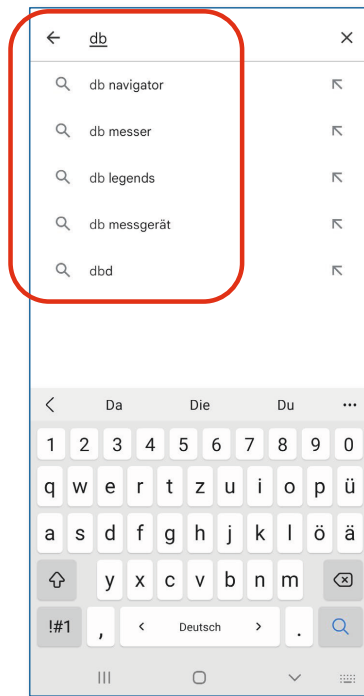 db
db navigator
db messer
db legends
db messgerät
dbd
Da Die Du
1 2 3 4 5 6 7 8 9 0
q w e r t z u i o p ü
a s d f g h j k l ö ä
y x c v b n m
!#1 , Deutsch .